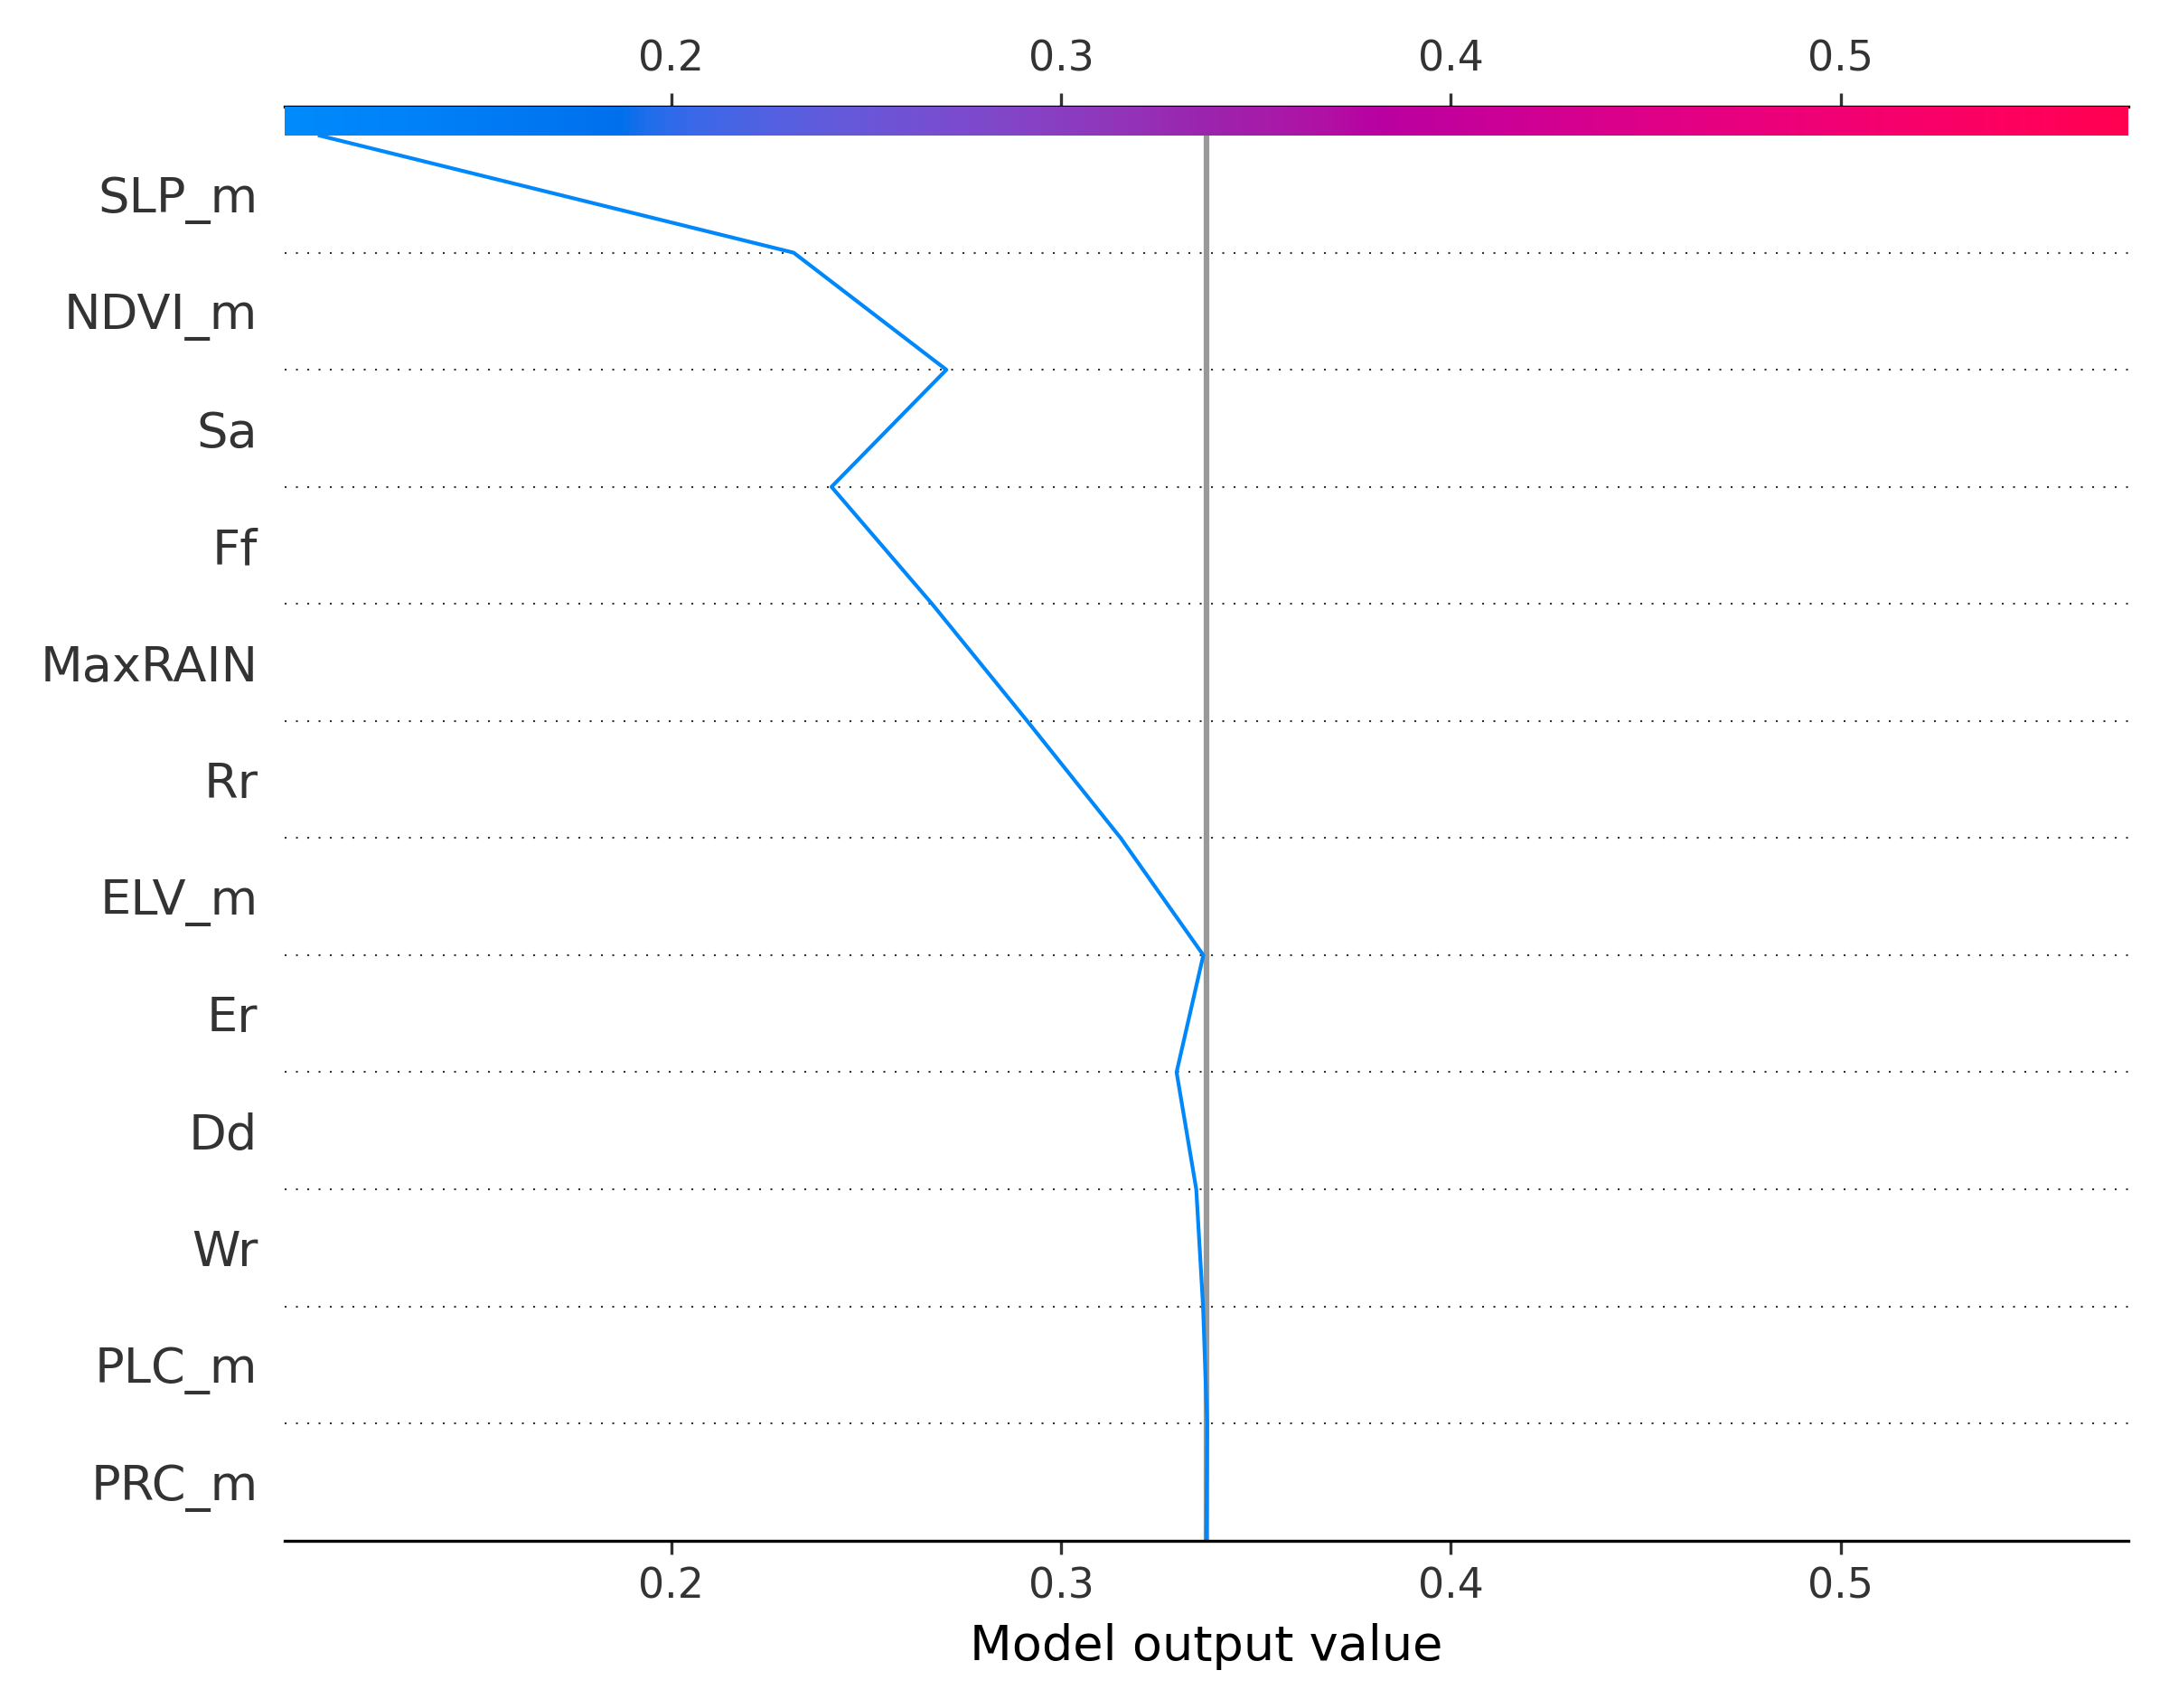 0.2 0.3 0.4 0.5
SLP_m
NDVI_m
Sa
Ff
MaxRAIN
Rr
ELV_m
Er
Dd
Wr
PLC_m
PRC_m
0.2 0.3 0.4 0.5
Model output value